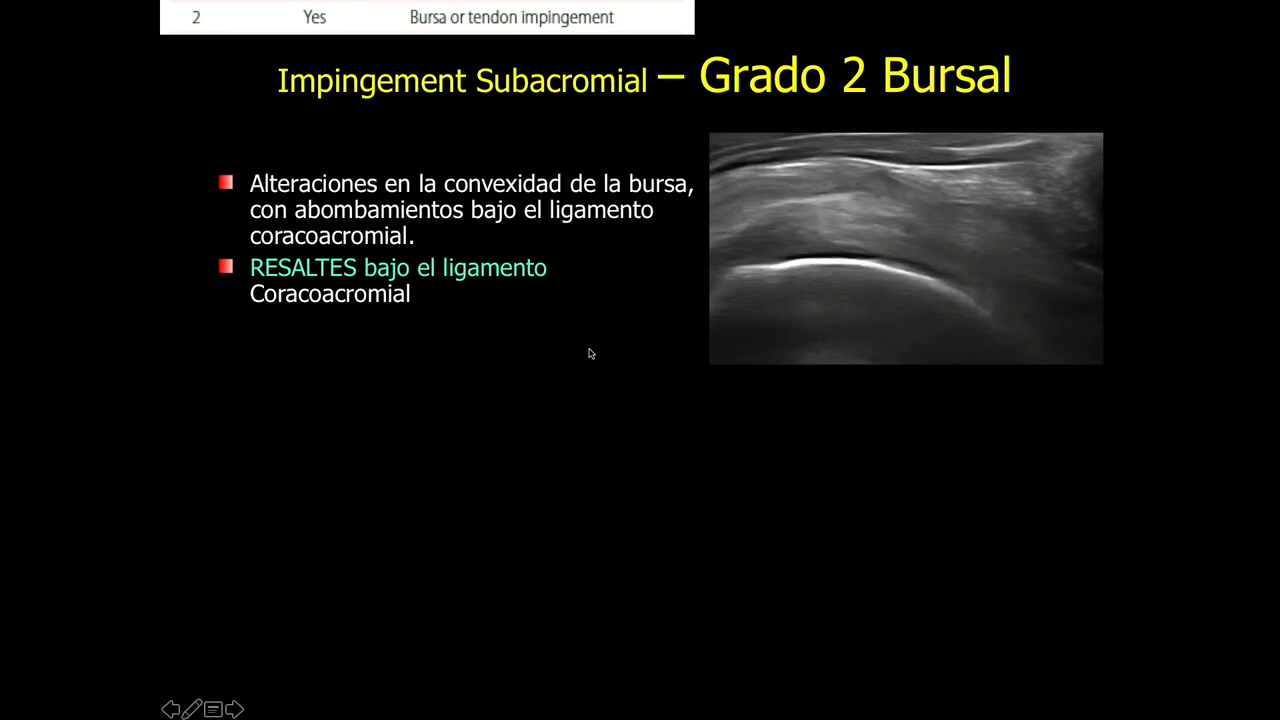 2 Yes Bursa or tendon impingement
Impingement Subacromial – Grado 2 Bursal
Alteraciones en la convexidad de la bursa,
con abombamientos bajo el ligamento
coracoacromial.
RESALTES bajo el ligamento
Coracoacromial